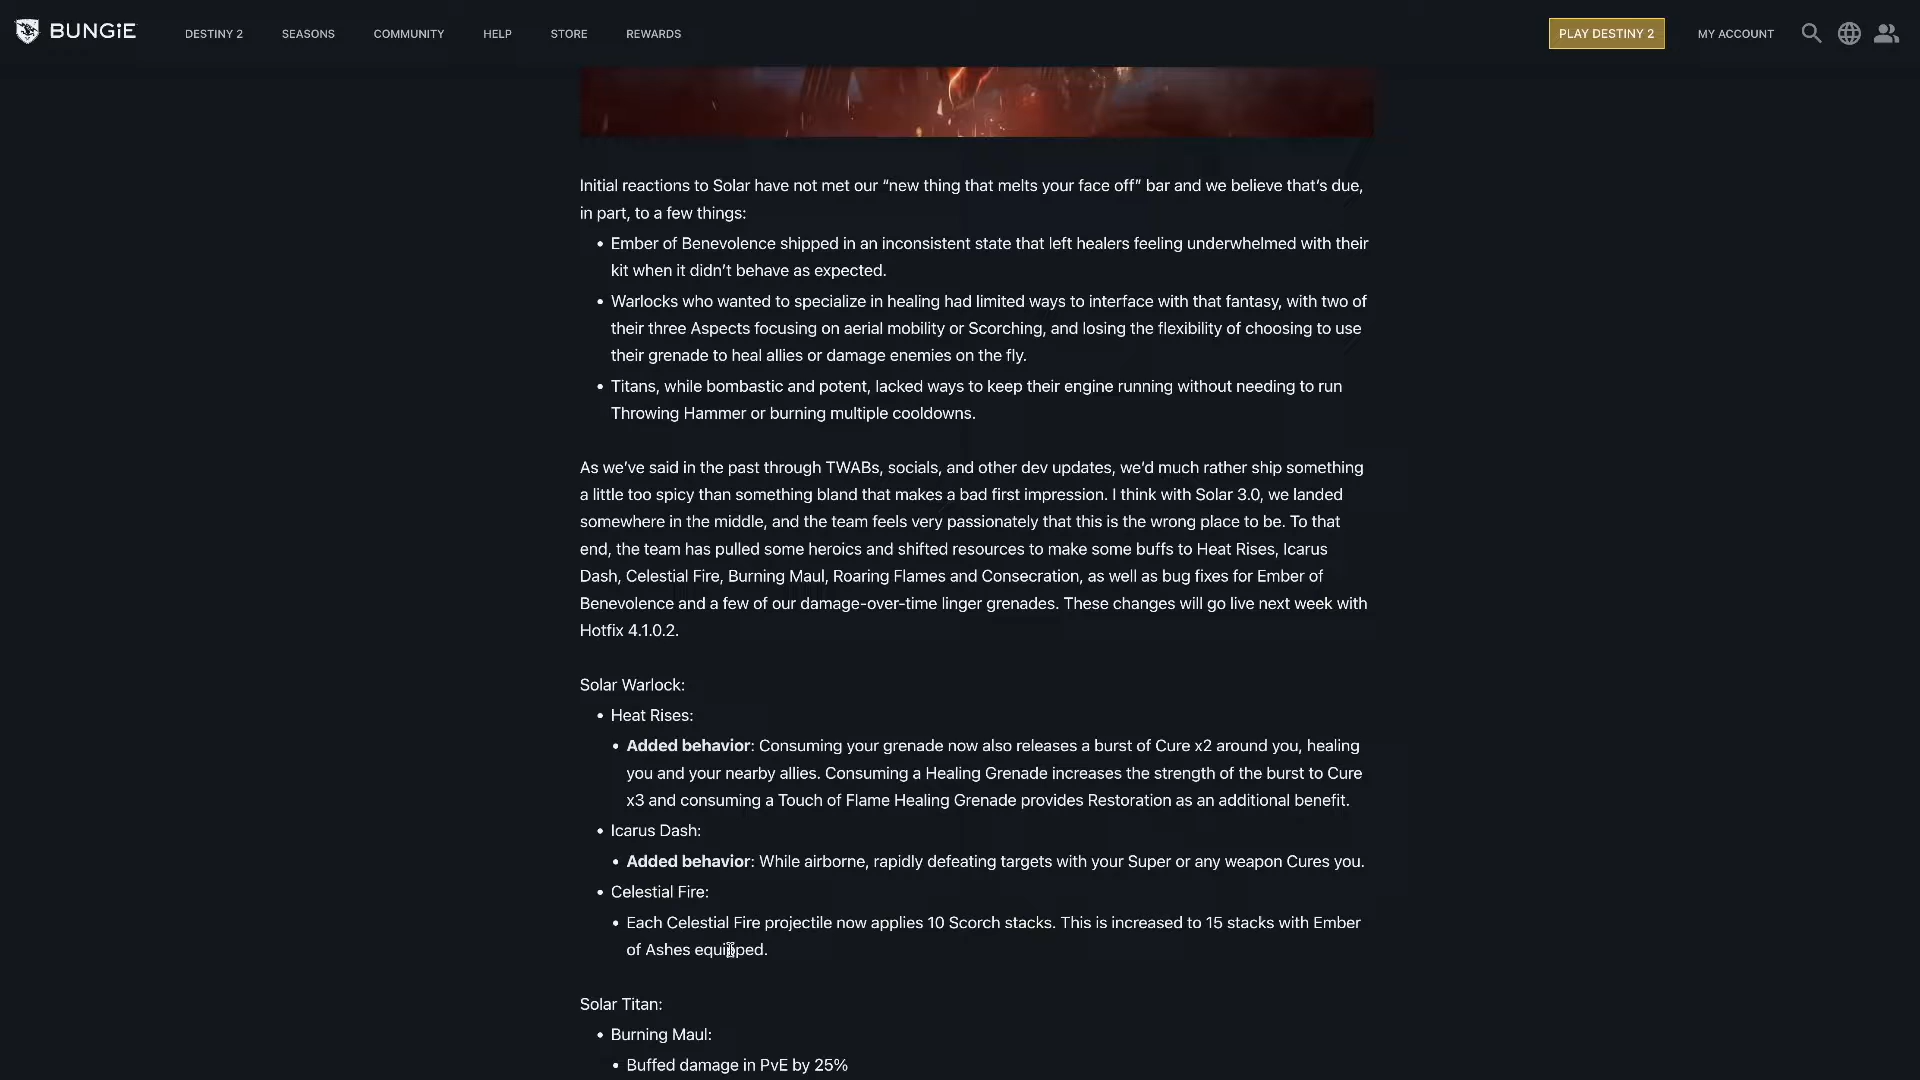 BUNGiE
DESTINY 2
SEASONS
COMMUNITY
HELP
STORE
REWARDS
PLAY DESTINY 2
MY ACCOUNT
Initial reactions to Solar have not met our “new thing that melts your face off” bar and we believe that’s due,
in part, to a few things:
• Ember of Benevolence shipped in an inconsistent state that left healers feeling underwhelmed with their
kit when it didn’t behave as expected.
• Warlocks who wanted to specialize in healing had limited ways to interface with that fantasy, with two of
their three Aspects focusing on aerial mobility or Scorching, and losing the flexibility of choosing to use
their grenade to heal allies or damage enemies on the fly.
• Titans, while bombastic and potent, lacked ways to keep their engine running without needing to run
Throwing Hammer or burning multiple cooldowns.
As we’ve said in the past through TWABs, socials, and other dev updates, we’d much rather ship something
a little too spicy than something bland that makes a bad first impression. I think with Solar 3.0, we landed
somewhere in the middle, and the team feels very passionately that this is the wrong place to be. To that
end, the team has pulled some heroics and shifted resources to make some buffs to Heat Rises, Icarus
Dash, Celestial Fire, Burning Maul, Roaring Flames and Consecration, as well as bug fixes for Ember of
Benevolence and a few of our damage-over-time linger grenades. These changes will go live next week with
Hotfix 4.1.0.2.
Solar Warlock:
• Heat Rises:
• Added behavior: Consuming your grenade now also releases a burst of Cure x2 around you, healing
you and your nearby allies. Consuming a Healing Grenade increases the strength of the burst to Cure
x3 and consuming a Touch of Flame Healing Grenade provides Restoration as an additional benefit.
• Icarus Dash:
• Added behavior: While airborne, rapidly defeating targets with your Super or any weapon Cures you.
• Celestial Fire:
• Each Celestial Fire projectile now applies 10 Scorch stacks. This is increased to 15 stacks with Ember
of Ashes equipped.
Solar Titan:
• Burning Maul:
• Buffed damage in PvE by 25%